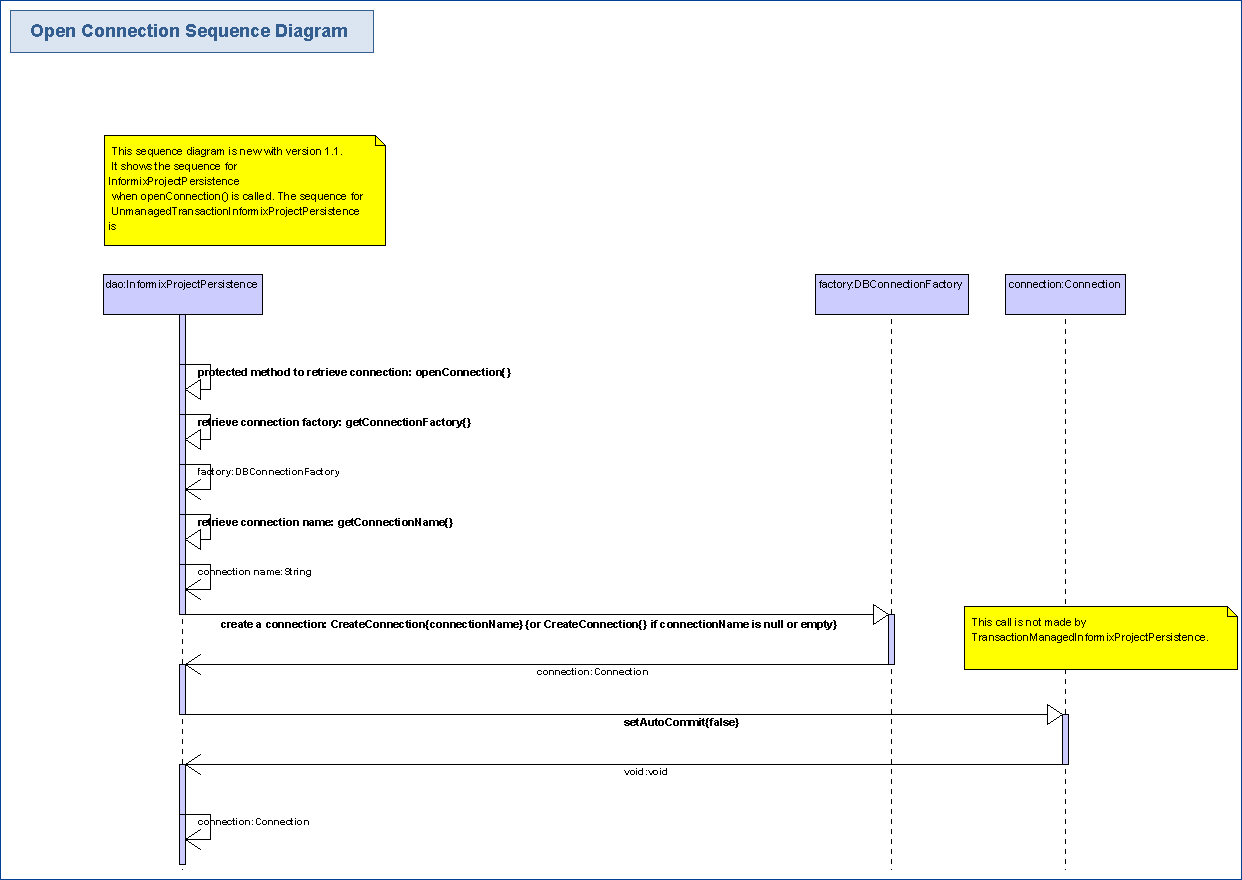 Open Connection Sequence Diagram
This sequence diagram is new with version 1.1.
It shows the sequence for
InformixProjectPersistence
when openConnection() is called. The sequence for
UnmanagedTransactionInformixProjectPersistence
is
dao:InformixProjectPersistence
factory:DBConnectionFactory
connection:Connection
protected method to retrieve connection: openConnection{}
retrieve connection factory: getConnectionFactory{}
factory:DBConnectionFactory
retrieve connection name: getConnectionName{}
connection name:String
create a connection: CreateConnection{connectionName} {or CreateConnection{} if connectionName is null or empty}
This call is not made by
TransactionManagedInformixProjectPersistence.
connection:Connection
setAutoCommit{false}
void:void
connection:Connection